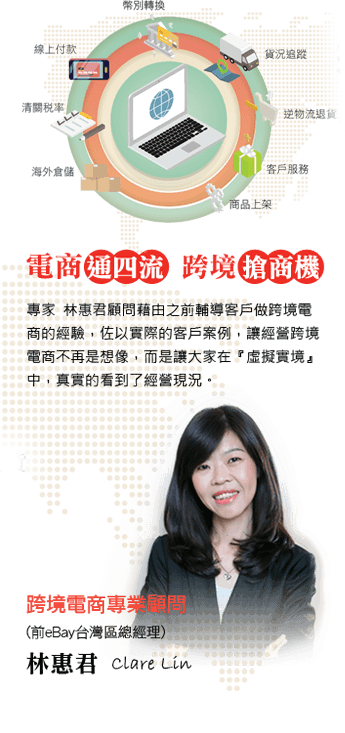 幣別轉換
線上付款
貨況追蹤
清關稅率
逆物流退貨
海外倉儲
客戶服務
商品上架
電商通四流 跨境搶商機
專家 林惠君顧問藉由之前輔導客戶做跨境電
商的經驗，佐以實際的客戶案例，讓經營跨境
電商不再是想像，而是讓大家在『虛擬實境』
中，真實的看到了經營現況。
跨境電商專業顧問
(前eBay台灣區總經理)
林惠君 Clare Lin